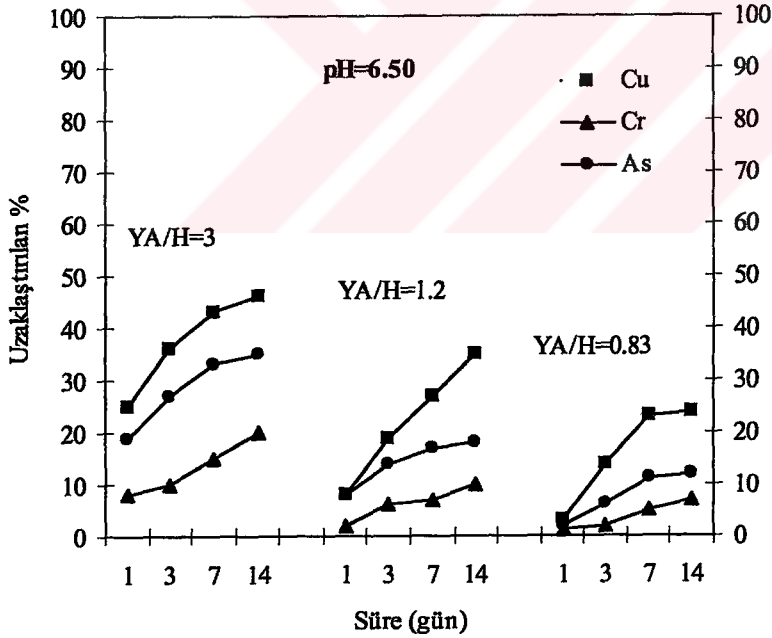 pH=6.50
Cu
Cr
As
YA/H=3
YA/H=1.2
YA/H=0.83
Uzaklaştırılan %
100
90
80
70
60
50
40
30
20
10
0
100
90
80
70
60
50
40
30
20
10
0
1 3 7 14 1 3 7 14 1 3 7 14
Süre (gün)